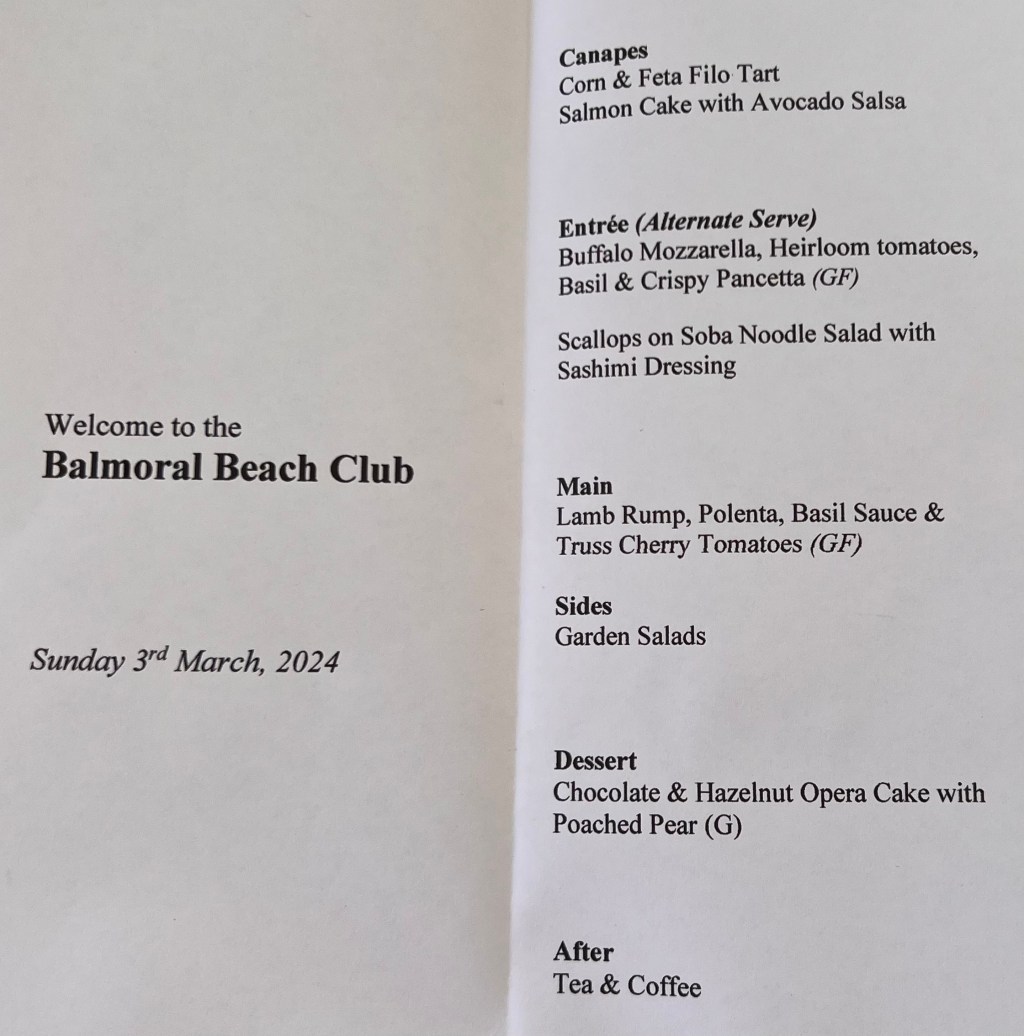 Welcome to the
Balmoral Beach Club
Sunday 3rd March, 2024
Canapes
Corn & Feta Filo Tart
Salmon Cake with Avocado Salsa
Entrée (Alternate Serve)
Buffalo Mozzarella, Heirloom tomatoes,
Basil & Crispy Pancetta (GF)
Scallops on Soba Noodle Salad with
Sashimi Dressing
Main
Lamb Rump, Polenta, Basil Sauce &
Truss Cherry Tomatoes (GF)
Sides
Garden Salads
Dessert
Chocolate & Hazelnut Opera Cake with
Poached Pear (G)
After
Tea & Coffee